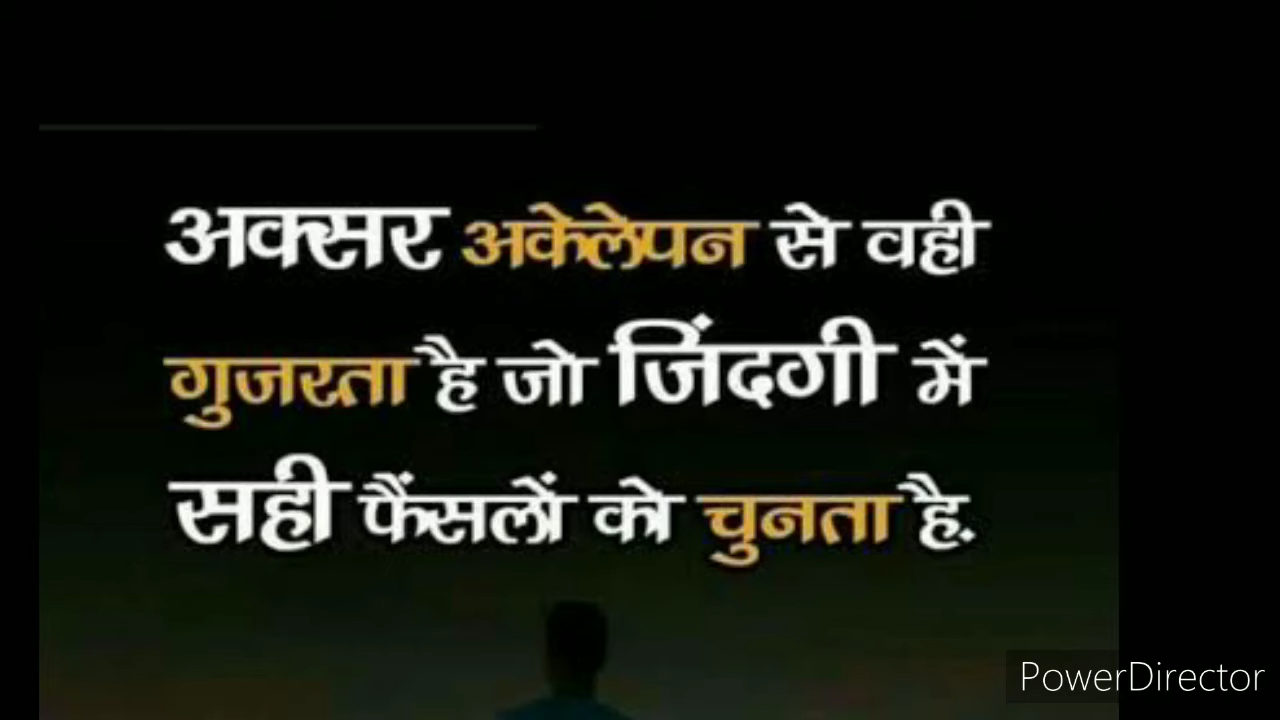 अक्सर अकेलेपन से वही
गुजरता है जो जिंदगी में
सही फैंसलों को चुनता है.
PowerDirector